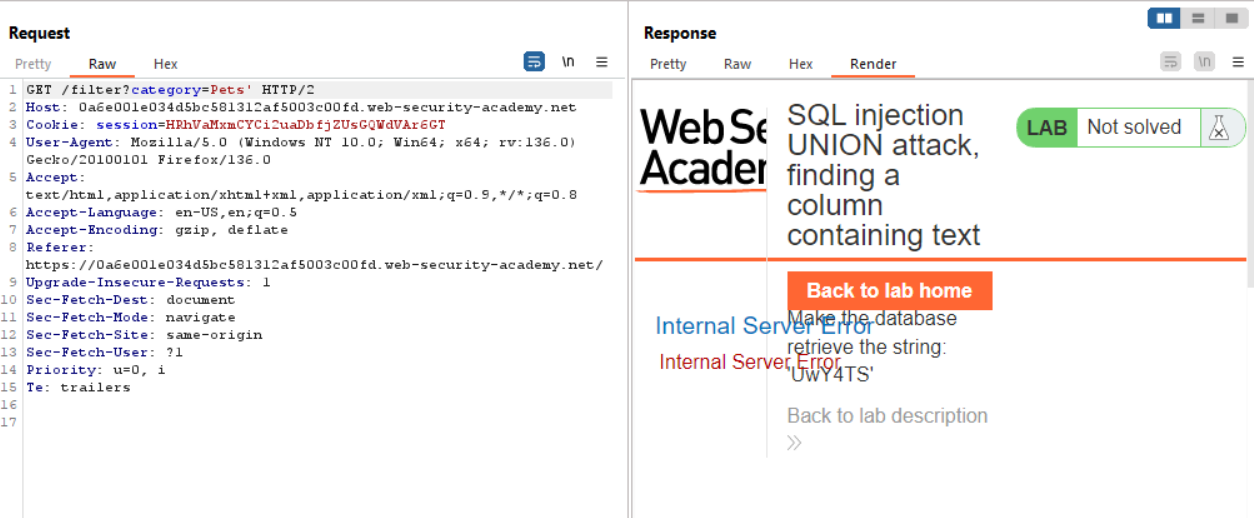 Request
Pretty Raw Hex
\n
1 GET /filter?category=Pets' HTTP/2
2 Host: 0a6e001e034d5bc581312af5003c00fd.web-security-academy.net
3 Cookie: session=HRhVaMxmCYCi2uaDbfjZUsGQWdVAr6GT
4 User-Agent: Mozilla/5.0 (Windows NT 10.0; Win64; x64; rv:136.0)
Gecko/20100101 Firefox/136.0
5 Accept:
text/html,application/xhtml+xml,application/xml;q=0.9,*/*;q=0.8
6 Accept-Language: en-US,en;q=0.5
7 Accept-Encoding: gzip, deflate
8 Referer:
https://0a6e001e034d5bc581312af5003c00fd.web-security-academy.net/
9 Upgrade-Insecure-Requests: 1
10 Sec-Fetch-Dest: document
11 Sec-Fetch-Mode: navigate
12 Sec-Fetch-Site: same-origin
13 Sec-Fetch-User: ?1
14 Priority: u=0, i
15 Te: trailers
16
17
Response
Pretty Raw Hex Render
\n
Web Se
Academ
SQL injection
UNION attack,
finding a
column
containing text
LAB Not solved
Back to lab home
Internal Server Error
Internal Server Error
Make the database
retrieve the string:
'UwY4TS'
Back to lab description